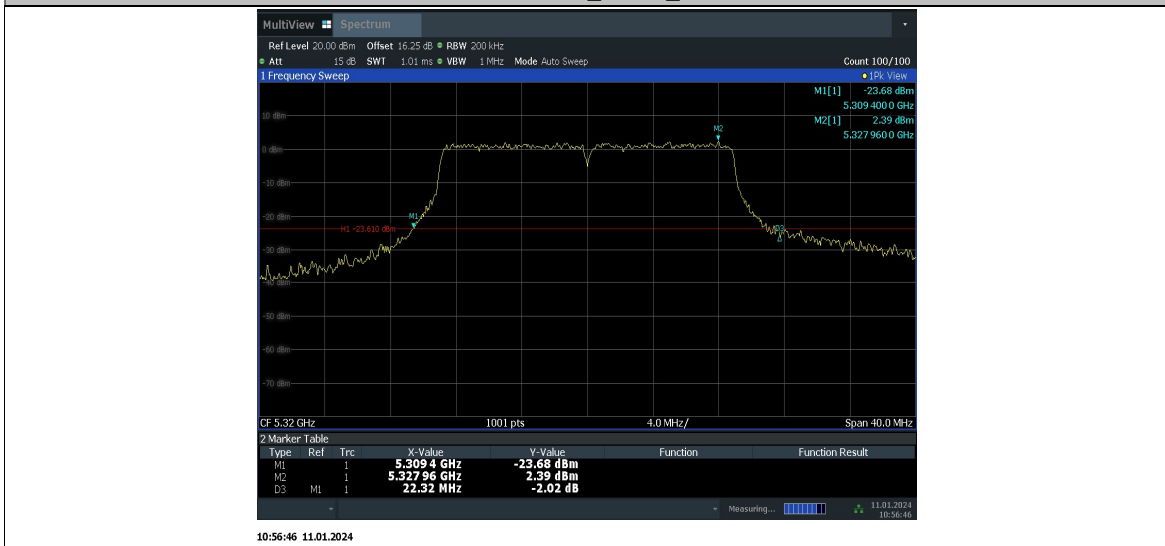 MultiView Spectrum
Ref Level 20.00 dBm Offset 16.25 dB RBW 200 kHz
Att 15 dB SWT 1.01 ms VBW 1 MHz Mode Auto Sweep Count 100/100
1 Frequency Sweep 1Pk View
M1[1] -23.68 dBm
5.309 400 0 GHz
M2[1] 2.39 dBm
5.327 960 0 GHz
10 dBm
M2
0 dBm
-10 dBm
-20 dBm
M1
H1 -23.610 dBm
D3
-30 dBm
-40 dBm
-50 dBm
-60 dBm
-70 dBm
CF 5.32 GHz 1001 pts 4.0 MHz/ Span 40.0 MHz
2 Marker Table
Type Ref Trc X-Value Y-Value Function Function Result
M1 1 5.309 4 GHz -23.68 dBm
M2 1 5.327 96 GHz 2.39 dBm
D3 M1 1 22.32 MHz -2.02 dB
Measuring... 11.01.2024
10:56:46
10:56:46 11.01.2024